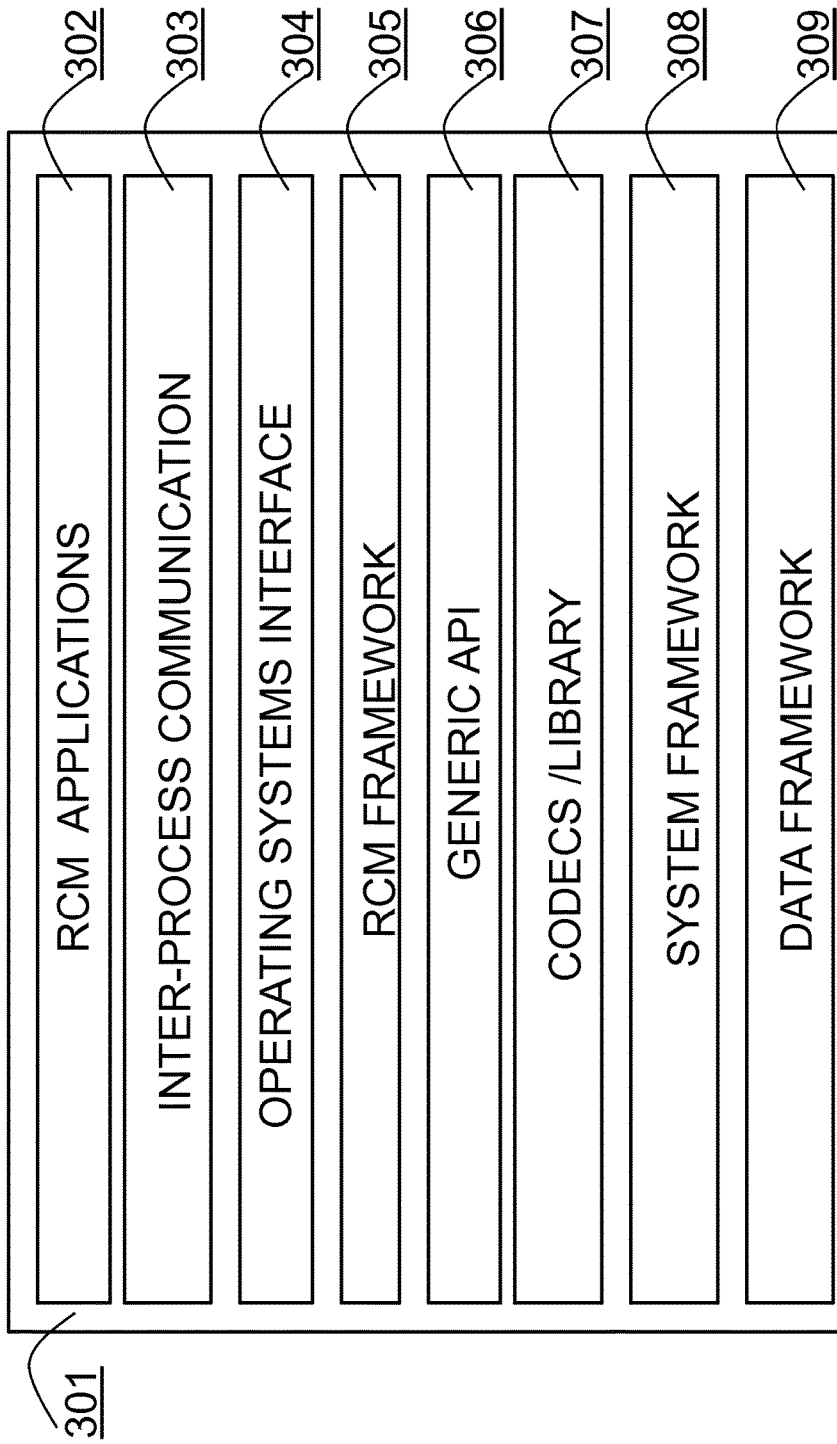 301
RCM APPLICATIONS 302
INTER-PROCESS COMMUNICATION 303
OPERATING SYSTEMS INTERFACE 304
RCM FRAMEWORK 305
GENERIC API 306
CODECS /LIBRARY 307
SYSTEM FRAMEWORK 308
DATA FRAMEWORK 309